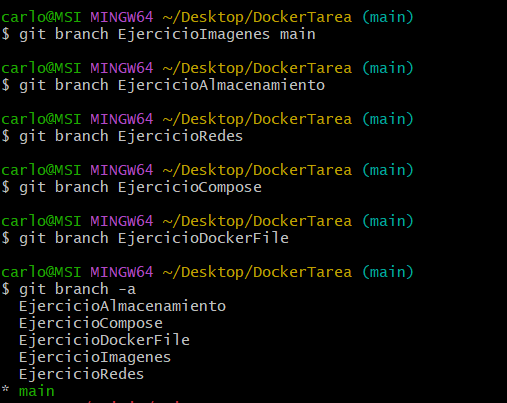 carlo@MSI MINGW64 ~/Desktop/DockerTarea (main)
$ git branch EjercicioImagenes main
carlo@MSI MINGW64 ~/Desktop/DockerTarea (main)
$ git branch EjercicioAlmacenamiento
carlo@MSI MINGW64 ~/Desktop/DockerTarea (main)
$ git branch EjercicioRedes
carlo@MSI MINGW64 ~/Desktop/DockerTarea (main)
$ git branch EjercicioCompose
carlo@MSI MINGW64 ~/Desktop/DockerTarea (main)
$ git branch EjercicioDockerFile
carlo@MSI MINGW64 ~/Desktop/DockerTarea (main)
$ git branch -a
EjercicioAlmacenamiento
EjercicioCompose
EjercicioDockerFile
EjercicioImagenes
EjercicioRedes
* main